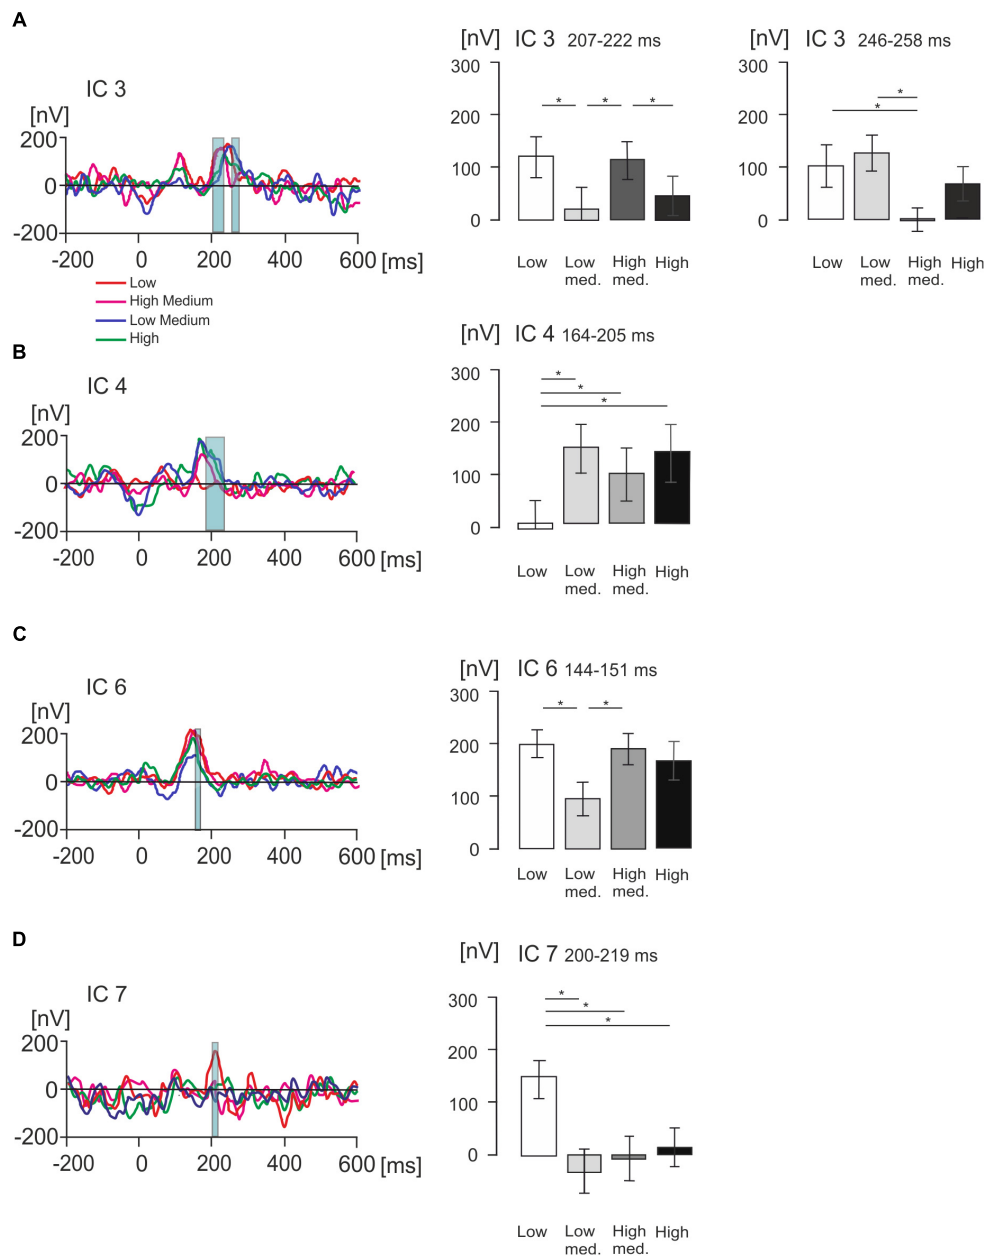 A
IC 3
[nV]
200
0
-200
-200 0 200 400 600 [ms]
Low
High Medium
Low Medium
High
[nV] IC 3 207-222 ms
300
200
100
0
* * *
Low Low med. High med. High
[nV] IC 3 246-258 ms
300
200
100
0
*
*
Low Low med. High med. High
B
IC 4
[nV]
200
0
-200
-200 0 200 400 600 [ms]
[nV] IC 4 164-205 ms
300
200
100
0
*
*
*
Low Low med. High med. High
C
IC 6
[nV]
200
0
-200
-200 0 200 400 600 [ms]
[nV] IC 6 144-151 ms
300
200
100
0
* *
Low Low med. High med. High
D
IC 7
[nV]
200
0
-200
-200 0 200 400 600 [ms]
[nV] IC 7 200-219 ms
300
200
100
0
*
*
*
Low Low med. High med. High